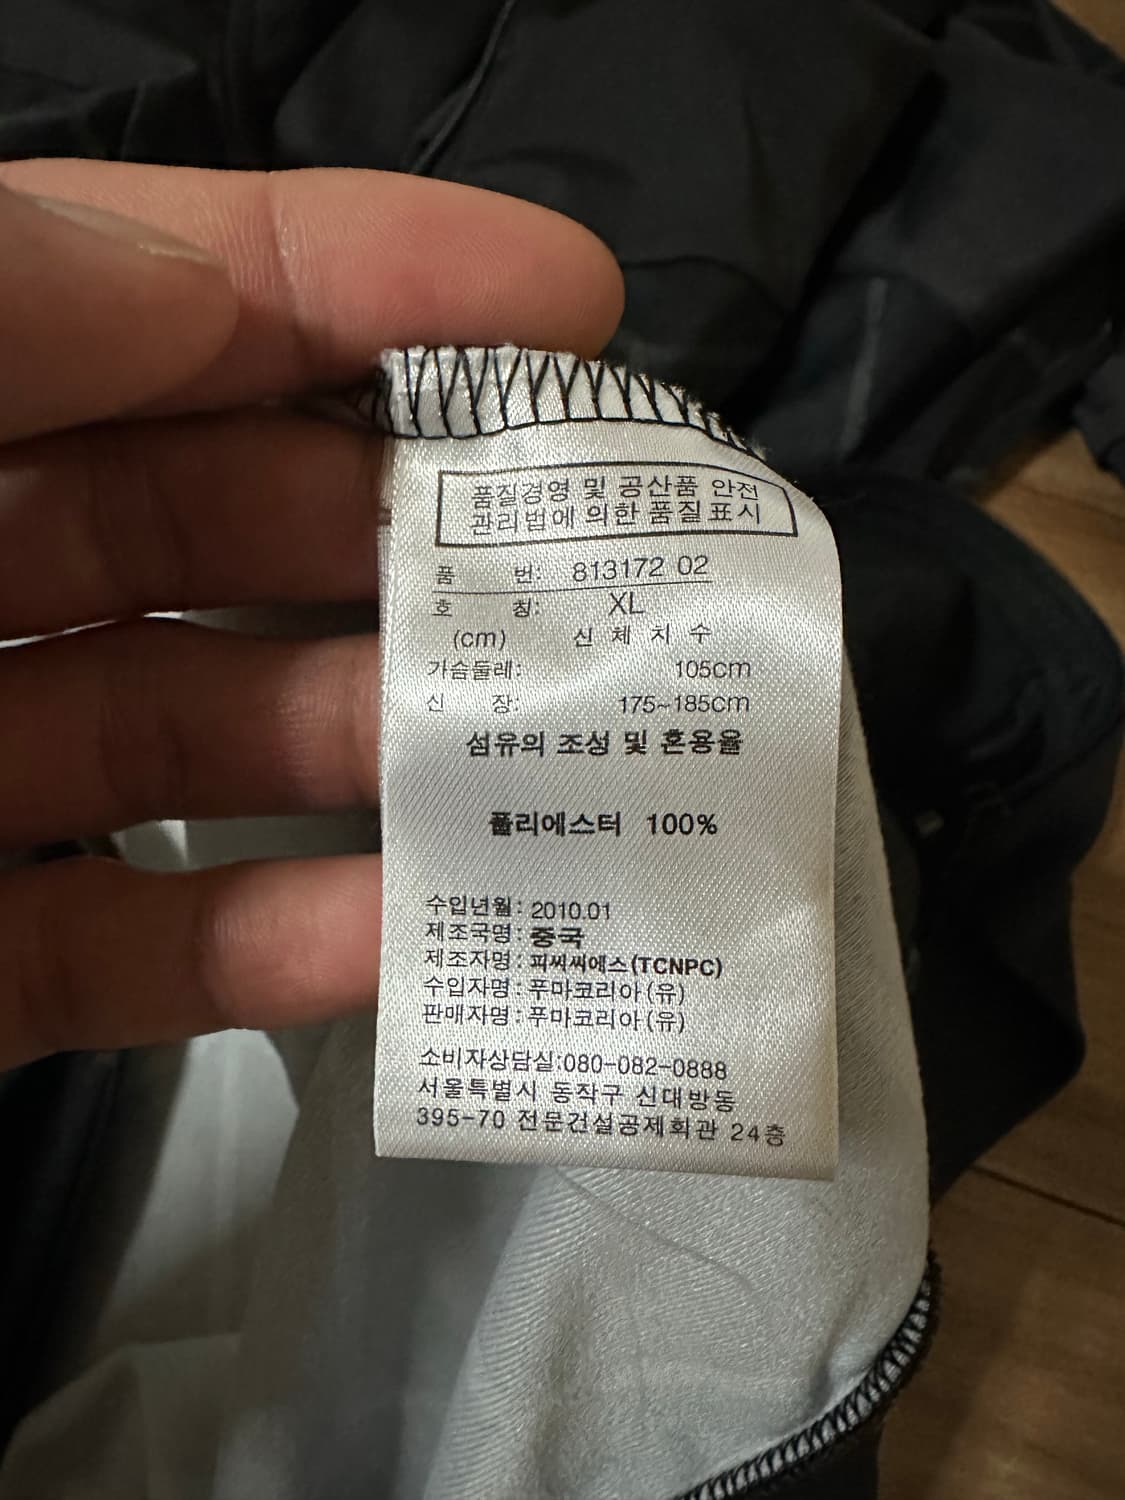 품질경영 및 공산품 안전
관리법에 의한 품질표시
품 번: 813172 02
호 칭: XL
(cm) 신 체 지 수
가슴둘레: 105cm
신 장: 175~185cm
섬유의 조성 및 혼용율
폴리에스터 100%
수입년월: 2010.01
제조국명: 중국
제조자명: 피씨씨에스(TCNPC)
수입자명: 푸마코리아(유)
판매자명: 푸마코리아(유)
소비자상담실:080-082-0888
서울특별시 동작구 신대방동
395-70 전문건설공제회관 24층